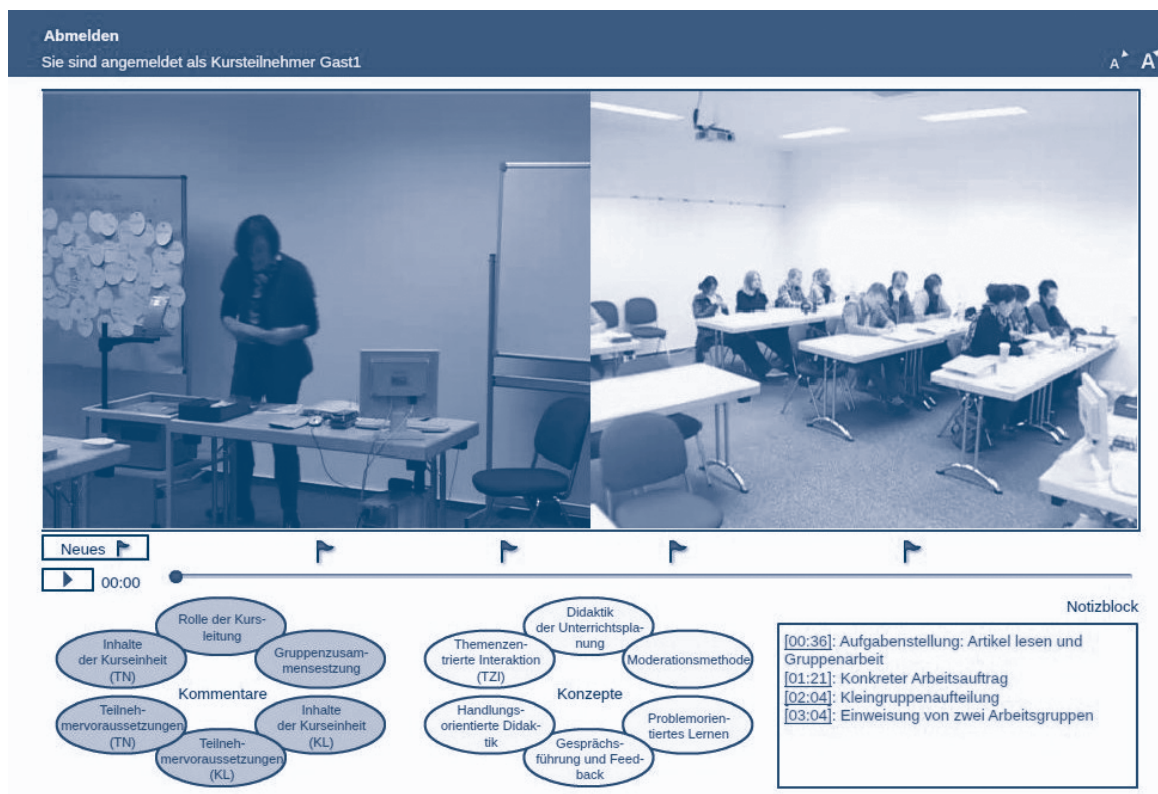 Abmelden
Sie sind angemeldet als Kursteilnehmer Gast1
A A
Neues
00:00
Rolle der Kurs-
leitung
Inhalte
der Kurseinheit
(TN)
Gruppenzusam-
mensestzung
Kommentare
Teilneh-
mervoraussetzungen
(TN)
Inhalte
der Kurseinheit
(KL)
Teilneh-
mervoraussetzungen
(KL)
Didaktik
der Unterrichtspla-
nung
Themenzen-
trierte Interaktion
(TZI)
Moderationsmethode
Konzepte
Handlungs-
orientierte Didak-
tik
Problemorien-
tiertes Lernen
Gesprächs-
führung und Feed-
back
Notizblock
[00:36]: Aufgabenstellung: Artikel lesen und
Gruppenarbeit
[01:21]: Konkreter Arbeitsauftrag
[02:04]: Kleingruppenaufteilung
[03:04]: Einweisung von zwei Arbeitsgruppen